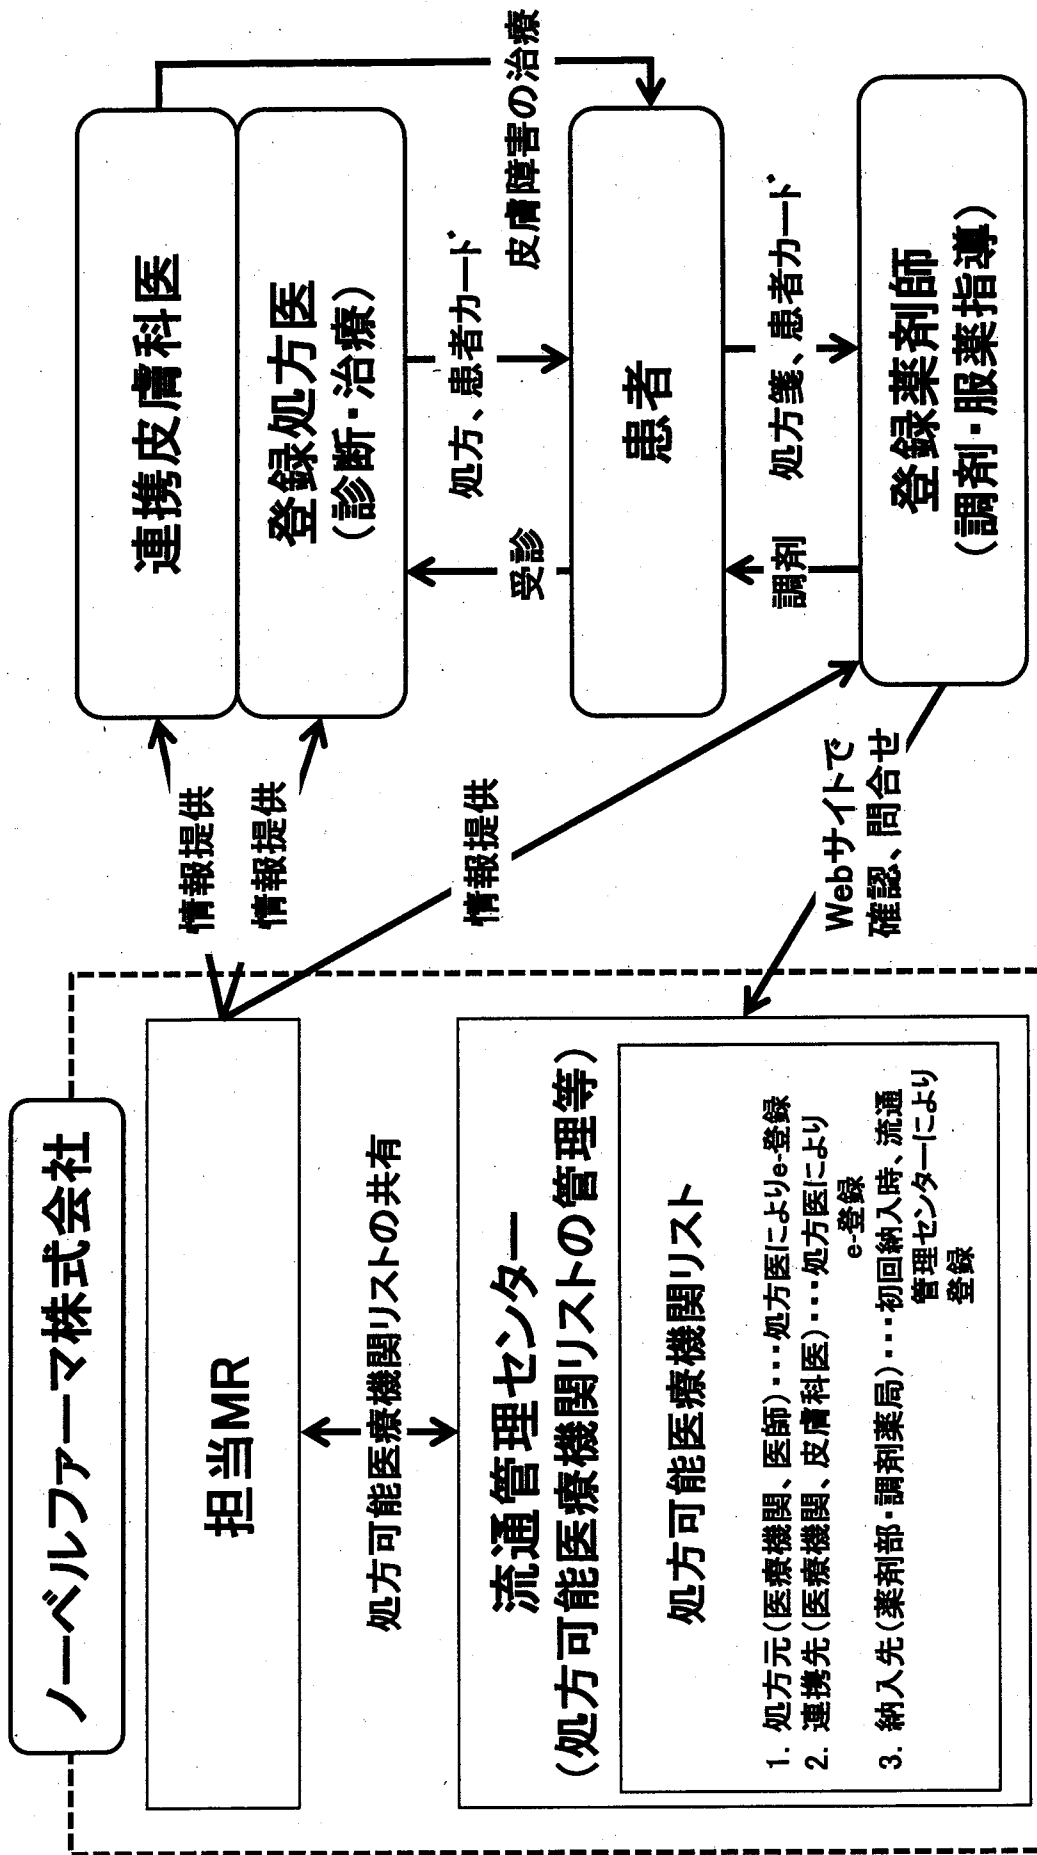 ノーベルファーマ株式会社
担当MR
処方可能医療機関リストの共有
流通管理センター
（処方可能医療機関リストの管理等）
処方可能医療機関リスト
1. 処方元（医療機関、医師）・・・処方医によりe-登録
2. 連携先（医療機関、皮膚科医）・・・処方医により
e-登録
3. 納入先（薬剤部・調剤薬局）・・・初回納入時、流通
管理センターにより
登録
情報提供
情報提供
情報提供
Webサイトで
確認、問合せ
連携皮膚科医
登録処方医
（診断・治療）
受診
処方、患者カード
皮膚障害の治療
患者
調剤
処方箋、患者カード
登録薬剤師
（調剤・服薬指導）